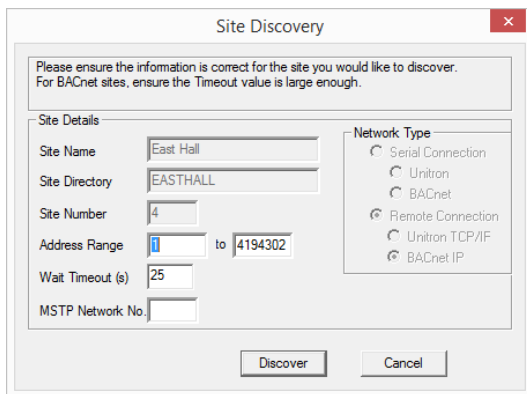 Site Discovery
Please ensure the information is correct for the site you would like to discover.
For BACnet sites, ensure the Timeout value is large enough.
Site Details
Site Name East Hall
Site Directory EASTHALL
Site Number 4
Address Range 1 to 4194302
Wait Timeout (s) 25
MSTP Network No.
Network Type
Serial Connection
Unitron
BACnet
Remote Connection
Unitron TCP/IF
BACnet IP
Discover Cancel